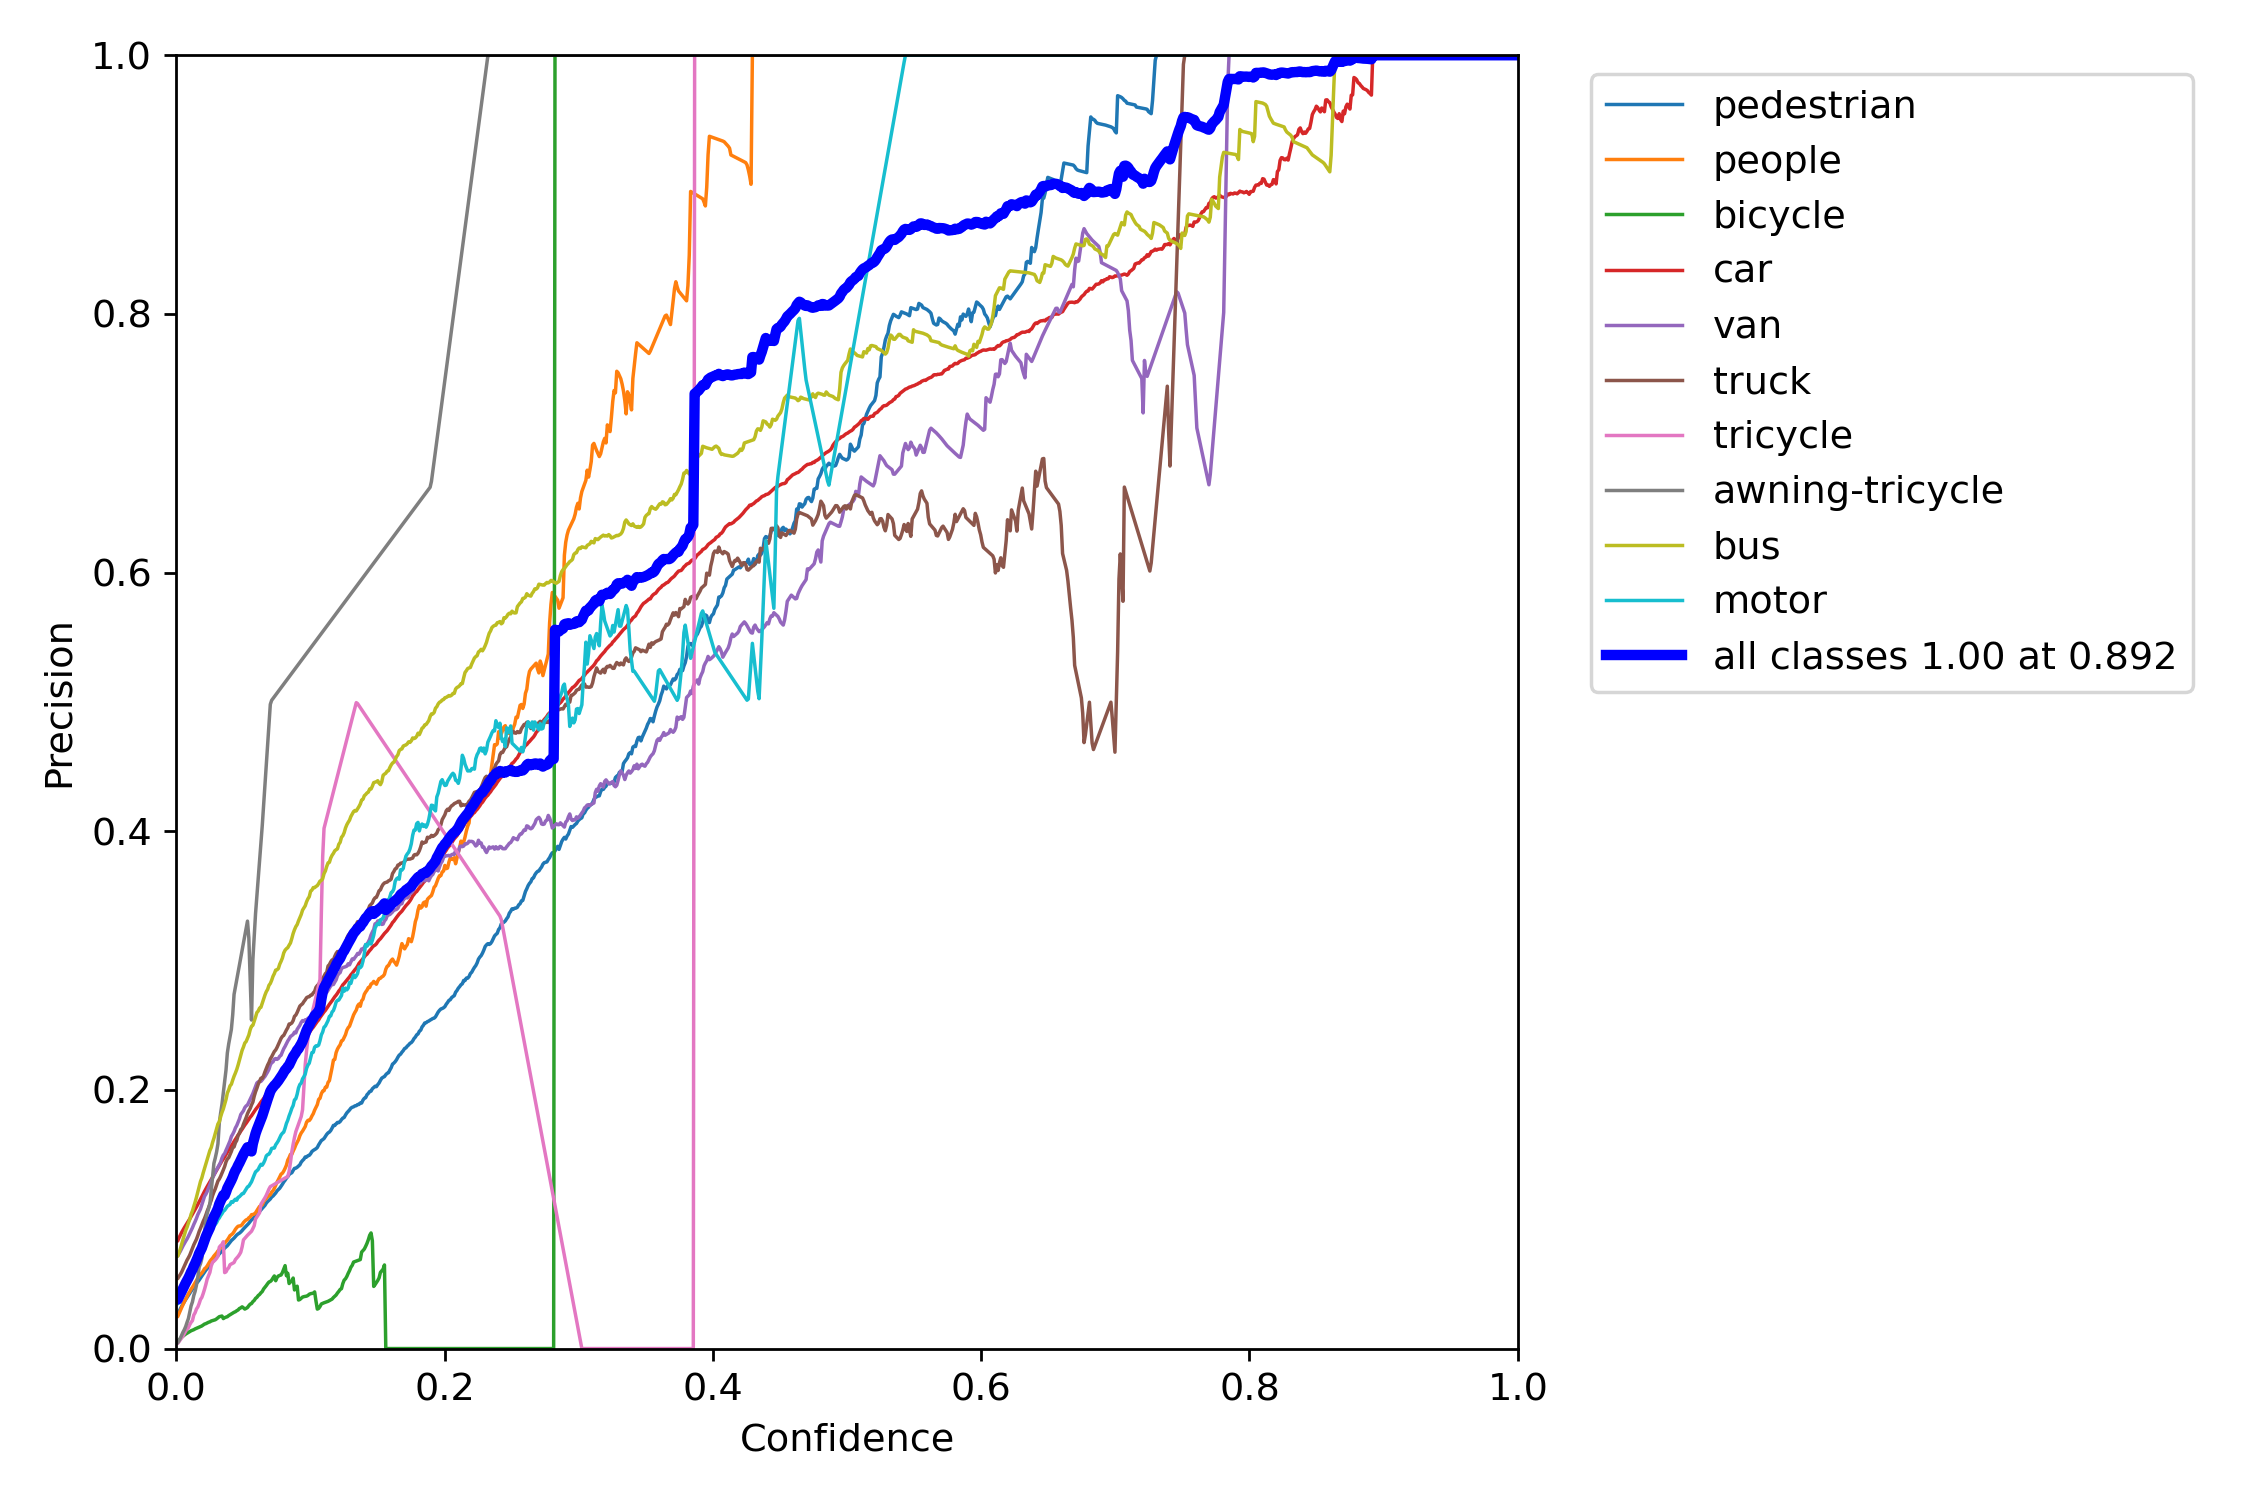 1.0
0.8
0.6
0.4
0.2
0.0
Precision
0.0 0.2 0.4 0.6 0.8 1.0
Confidence
pedestrian
people
bicycle
car
van
truck
tricycle
awning-tricycle
bus
motor
all classes 1.00 at 0.892